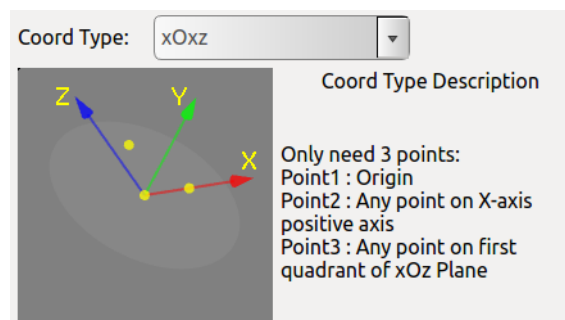 Coord Type: xOxz
Coord Type Description
Z Y
X
Only need 3 points:
Point1 : Origin
Point2 : Any point on X-axis
positive axis
Point3 : Any point on first
quadrant of xOz Plane